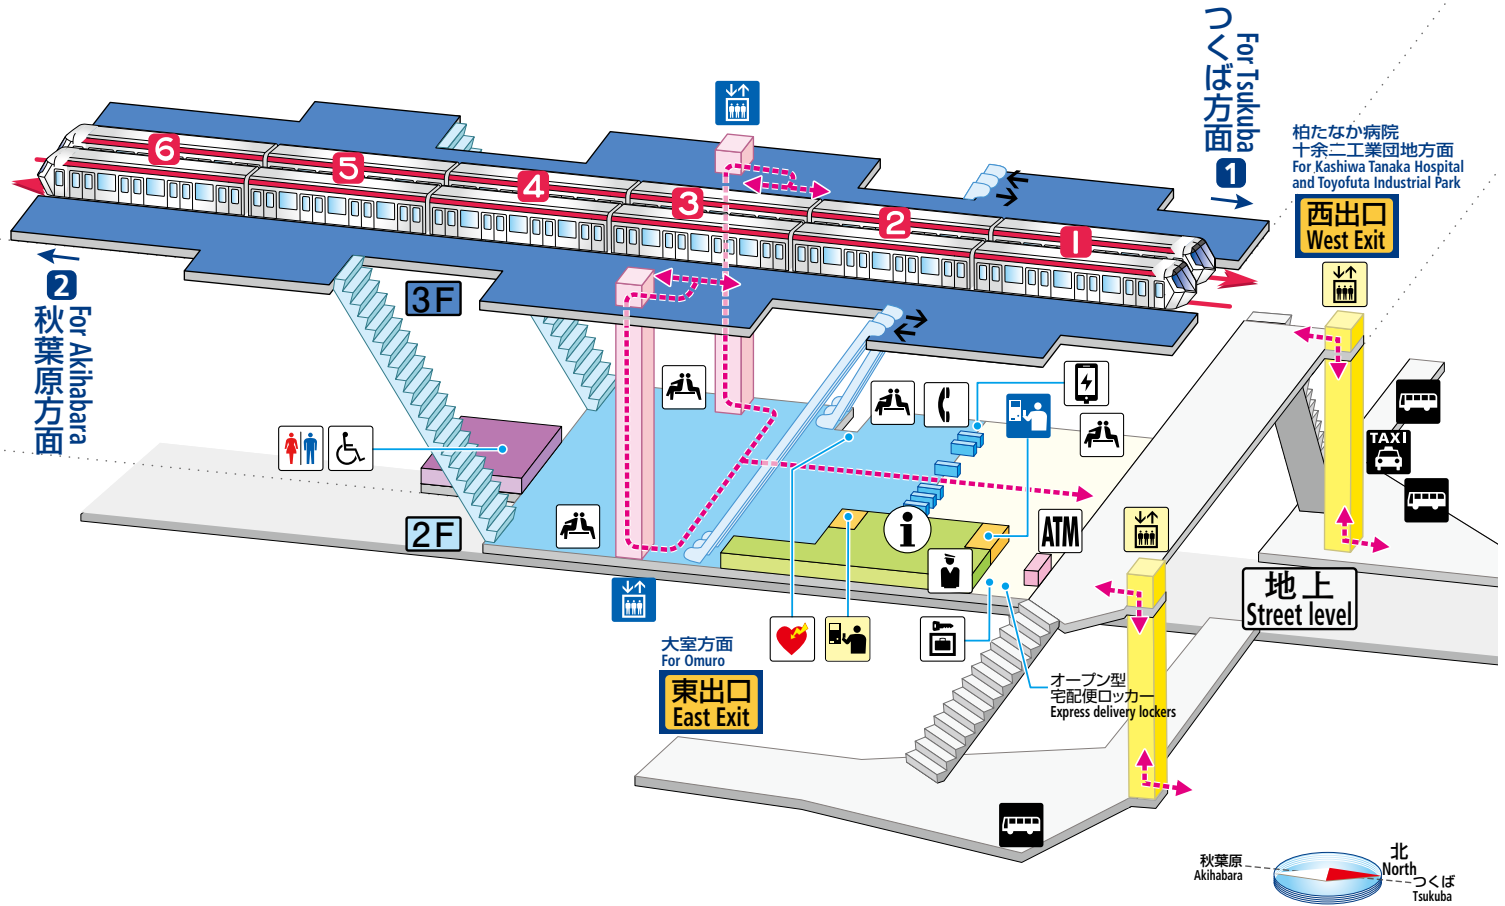 つくば方面
For Tsukuba
1
柏たなか病院
十余二工業団地方面
For Kashiwa Tanaka Hospital
and Toyofuta Industrial Park
西出口
West Exit
6
5
4
3
2
1
2
秋葉原方面
For Akihabara
3F
2F
i
ATM
TAXI
地上
Street level
大室方面
For Omuro
東出口
East Exit
オープン型
宅配便ロッカー
Express delivery lockers
秋葉原
Akihabara
北
North
つくば
Tsukuba